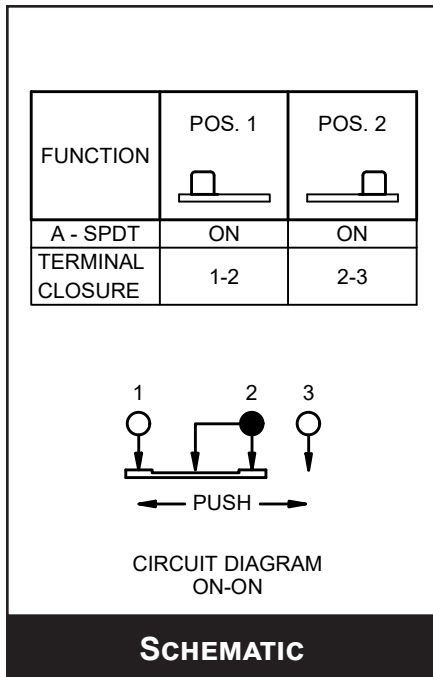 FUNCTION
POS. 1
POS. 2
A - SPDT
ON
ON
TERMINAL
CLOSURE
1-2
2-3
1
2
3
PUSH
CIRCUIT DIAGRAM
ON-ON
SCHEMATIC